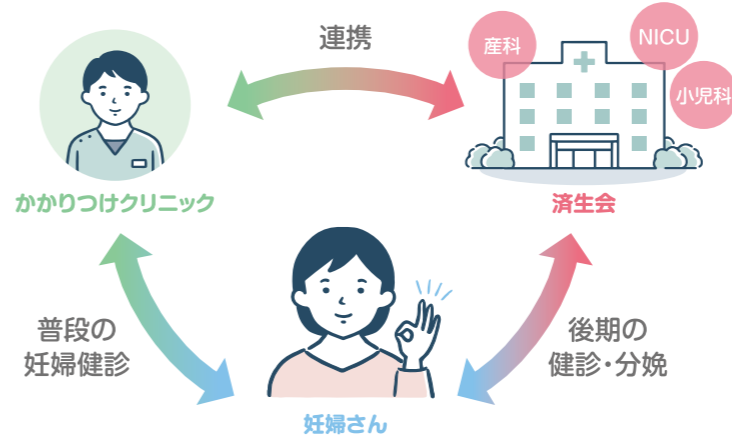 連携
産科
NICU
小児科
かかりつけクリニック
済生会
普段の
妊婦健診
後期の
健診・分娩
妊婦さん